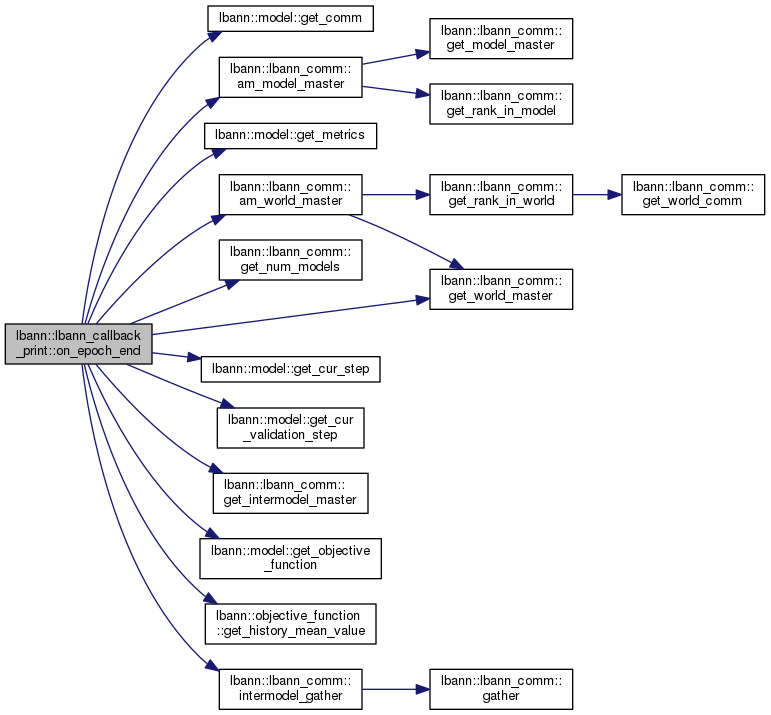 lbann::model::get_comm
lbann::lbann_comm::
am_model_master
lbann::lbann_comm::
get_model_master
lbann::lbann_comm::
get_rank_in_model
lbann::model::get_metrics
lbann::lbann_comm::
am_world_master
lbann::lbann_comm::
get_rank_in_world
lbann::lbann_comm::
get_world_comm
lbann::lbann_comm::
get_num_models
lbann::lbann_comm::
get_world_master
lbann::lbann_callback
_print::on_epoch_end
lbann::model::get_cur_step
lbann::model::get_cur
_validation_step
lbann::lbann_comm::
get_intermodel_master
lbann::model::get_objective
_function
lbann::objective_function
::get_history_mean_value
lbann::lbann_comm::
intermodel_gather
lbann::lbann_comm::
gather